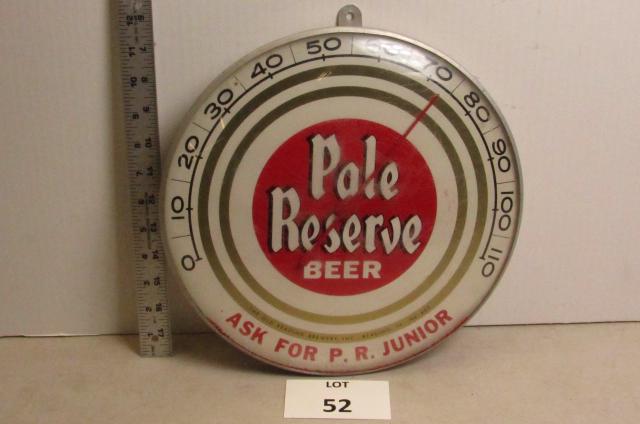 0 10 20 30 40 50 70 80 90 100 110
Pale
Reserve
BEER
ASK FOR P. R. JUNIOR
LOT
52